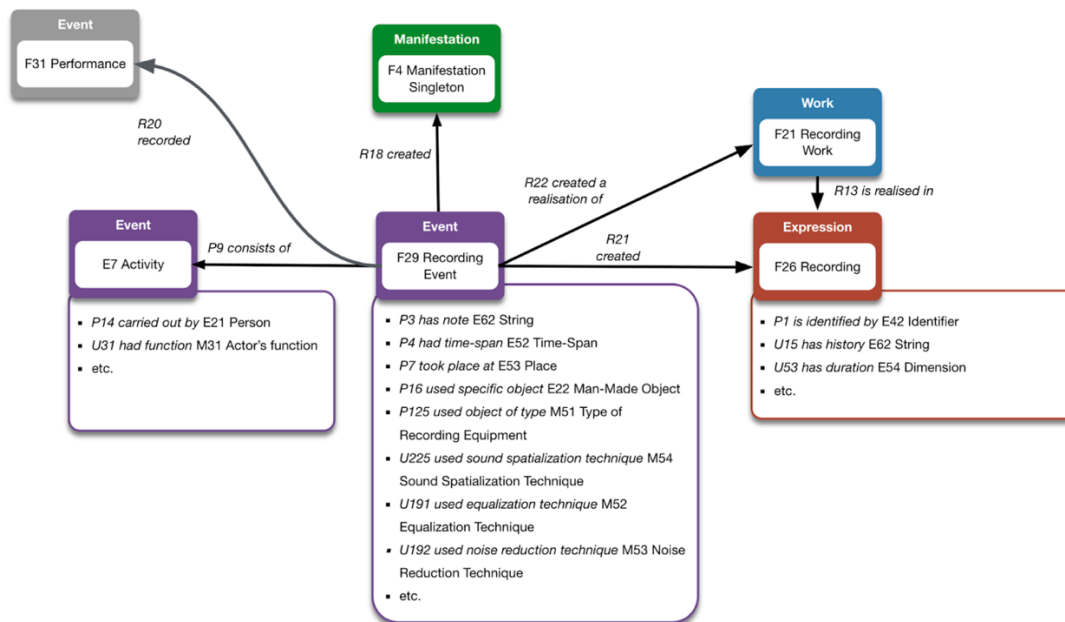 Event
F31 Performance
Manifestation
F4 Manifestation
Singleton
Work
F21 Recording
Work
R20
recorded
R18 created
R22 created a
realisation of
R13 is realised in
Event
E7 Activity
P9 consists of
Event
F29 Recording
Event
R21
created
Expression
F26 Recording
▪ P14 carried out by E21 Person
▪ U31 had function M31 Actor's function
▪ etc.
▪ P3 has note E62 String
▪ P4 had time-span E52 Time-Span
▪ P7 took place at E53 Place
▪ P16 used specific object E22 Man-Made Object
▪ P125 used object of type M51 Type of
Recording Equipment
▪ U225 used sound spatialization technique M54
Sound Spatialization Technique
▪ U191 used equalization technique M52
Equalization Technique
▪ U192 used noise reduction technique M53 Noise
Reduction Technique
▪ etc.
▪ P1 is identified by E42 Identifier
▪ U15 has history E62 String
▪ U53 has duration E54 Dimension
▪ etc.